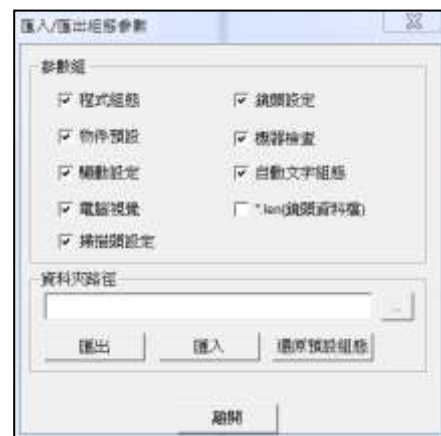 匯入/匯出組態參數
參數組
程式組態
鏡頭設定
物件預設
機器檢查
驅動設定
自動文字組態
電腦視覺
*.len(鏡頭資料檔)
掃描頭設定
資料夾路徑
...
匯出
匯入
還原預設組態
離開